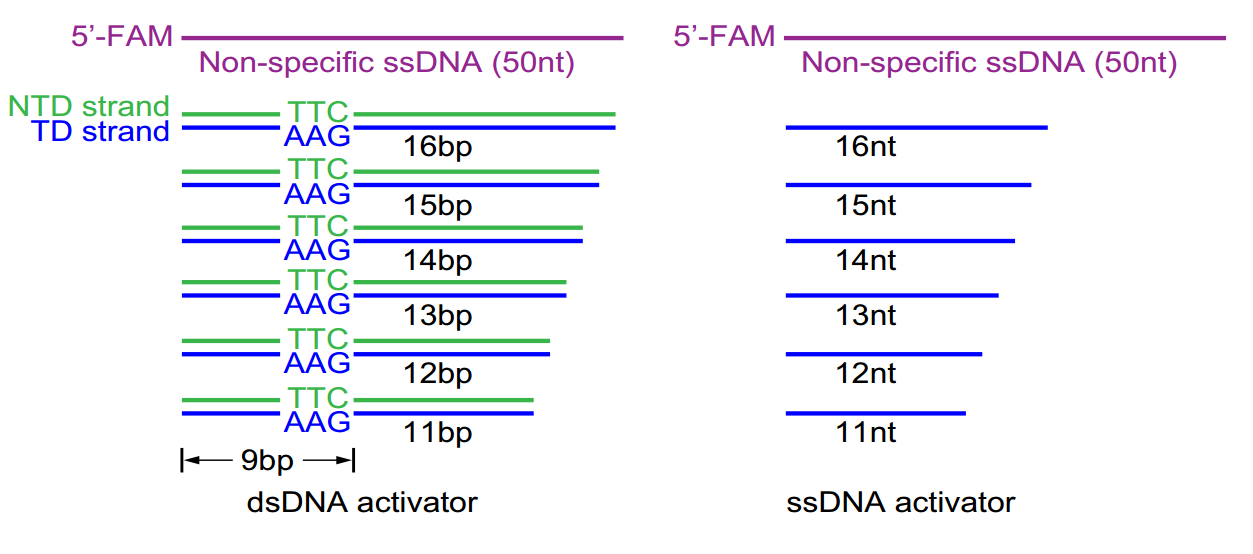 5’-FAM
Non-specific ssDNA (50nt)
NTD strand
TD strand
TTC
AAG
16bp
TTC
AAG
15bp
TTC
AAG
14bp
TTC
AAG
13bp
TTC
AAG
12bp
TTC
AAG
11bp
9bp
dsDNA activator
5’-FAM
Non-specific ssDNA (50nt)
16nt
15nt
14nt
13nt
12nt
11nt
ssDNA activator